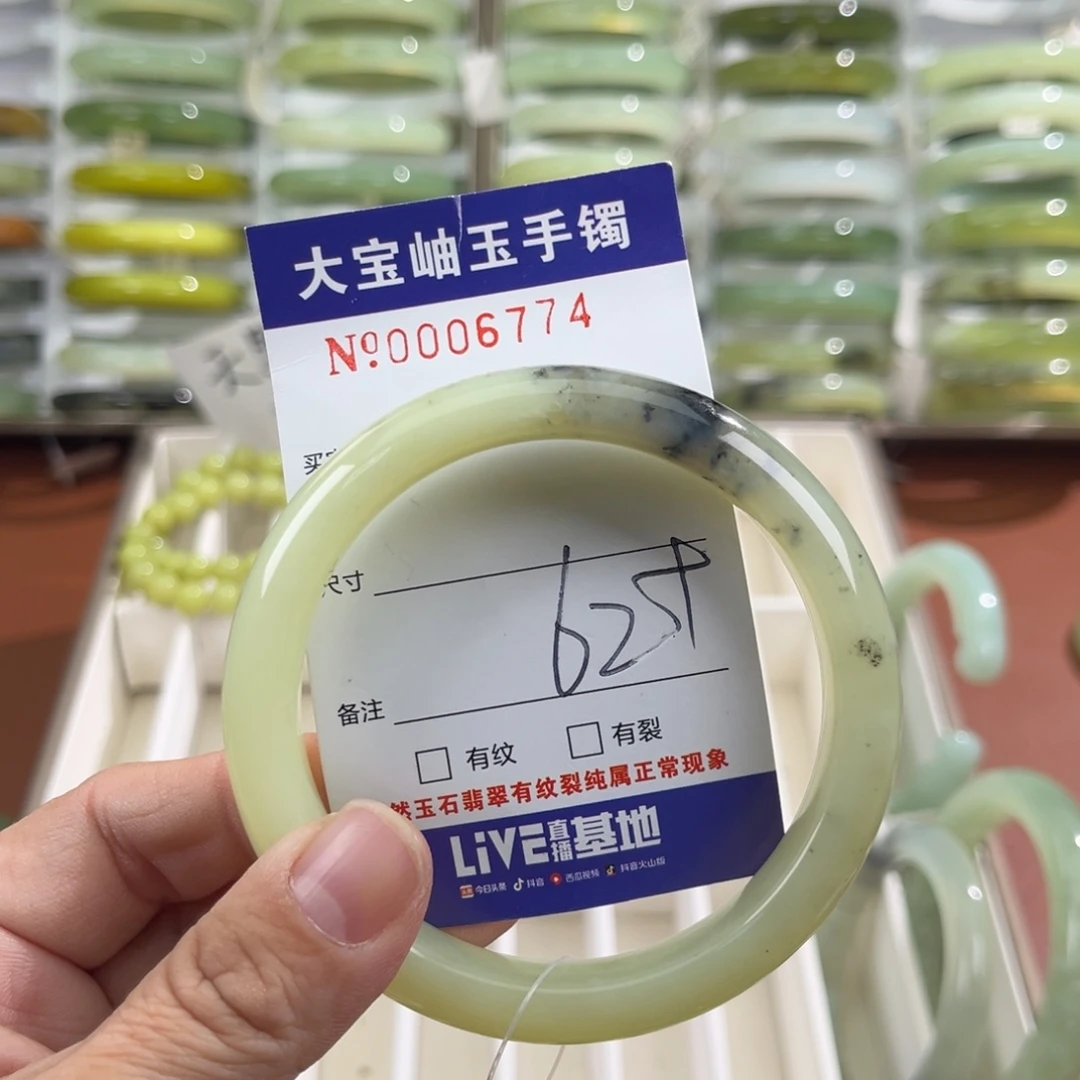 大宝岫玉手镯
Nº0006774
买
尺寸
625
备注
有纹 有裂
然玉石翡翠有纹裂纯属正常现象
LiVE直播基地
今日头条 抖音 西瓜视频 抖音火山版